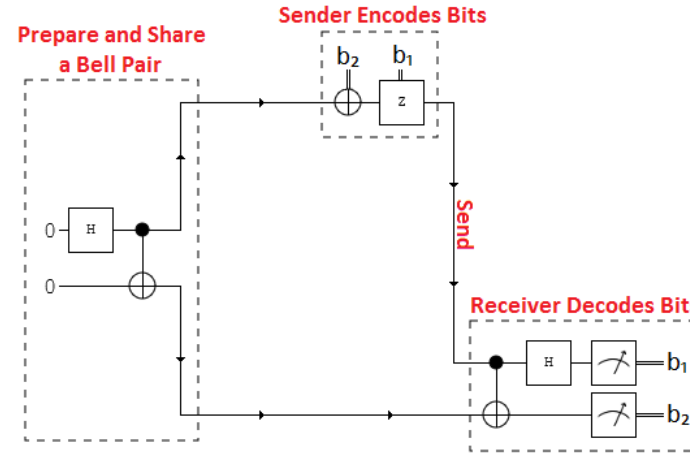 Sender Encodes Bits
Prepare and Share
a Bell Pair
b₂ b₁
Z
0 H
0
Send
Receiver Decodes Bit
H b₁
b₂